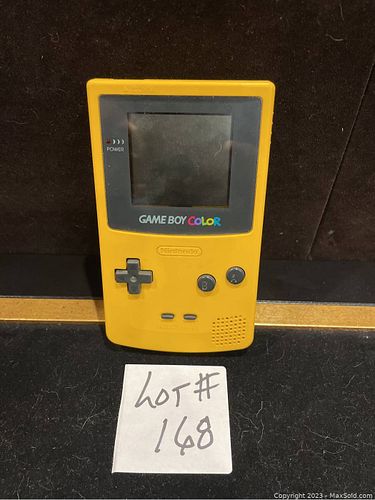 POWER
GAME BOY COLOR
Nintendo
B
A
LOT #
168
Copyright 2023 - MaxSold.com